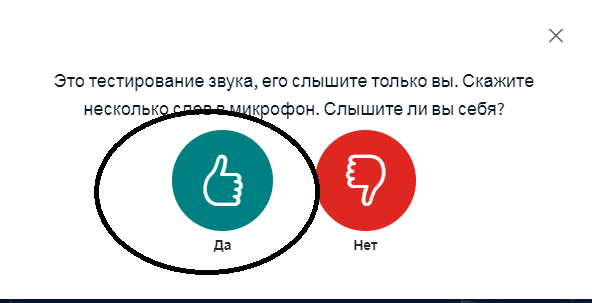 Это тестирование звука, его слышите только вы. Скажите
несколько слов в микрофон. Слышите ли вы себя?
Да
Нет